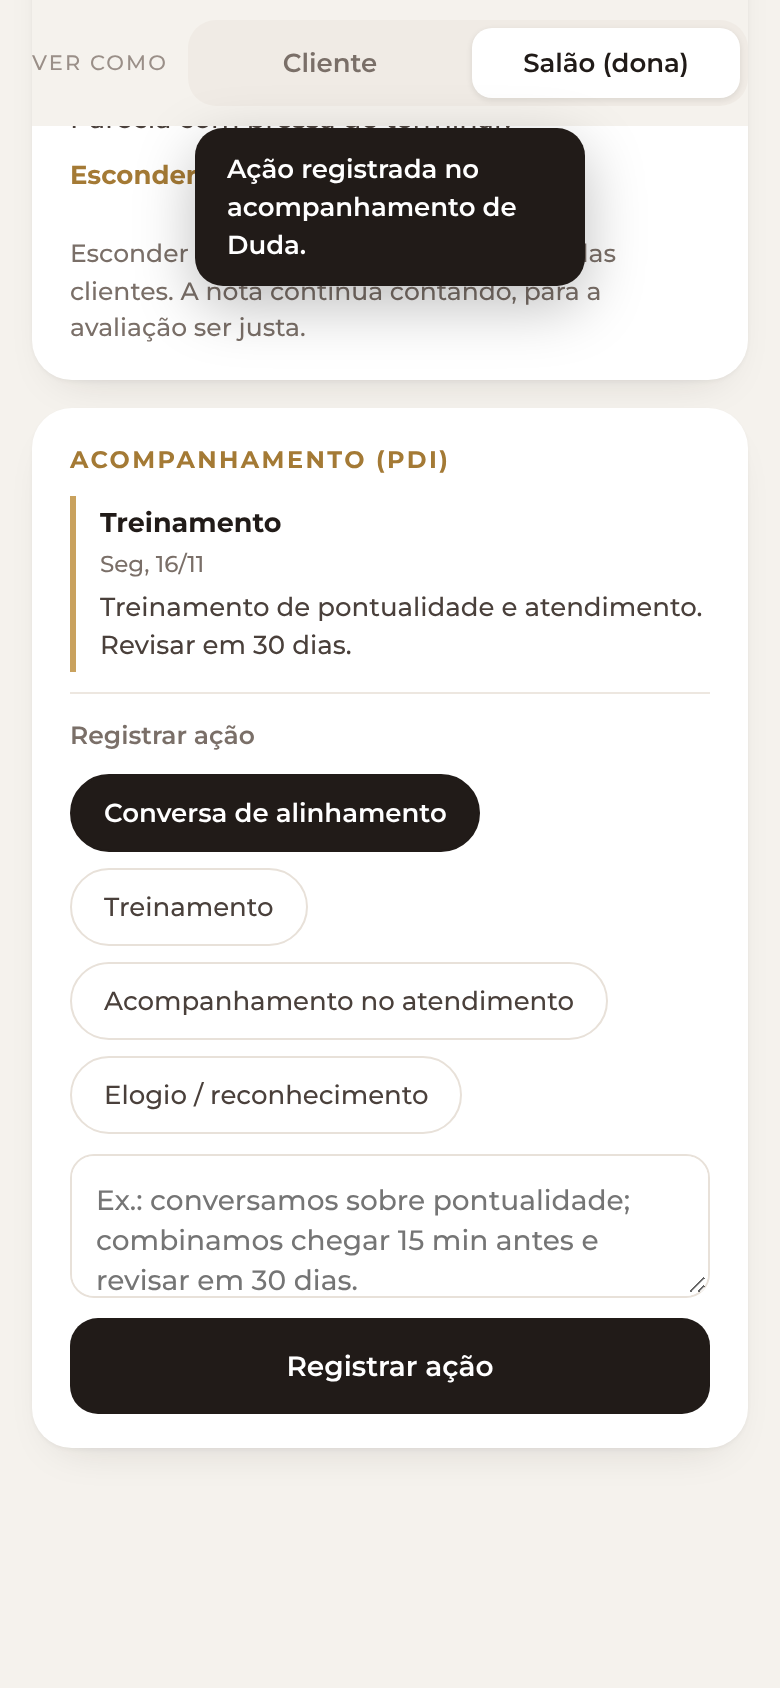 VER COMO
Cliente
Salão (dona)
Ação registrada no
acompanhamento de
Duda.
Esconder
Esconder
clientes. A nota continua contando, para a
avaliação ser justa.
ACOMPANHAMENTO (PDI)
Treinamento
Seg, 16/11
Treinamento de pontualidade e atendimento.
Revisar em 30 dias.
Registrar ação
Conversa de alinhamento
Treinamento
Acompanhamento no atendimento
Elogio / reconhecimento
Ex.: conversamos sobre pontualidade;
combinamos chegar 15 min antes e
revisar em 30 dias.
Registrar ação